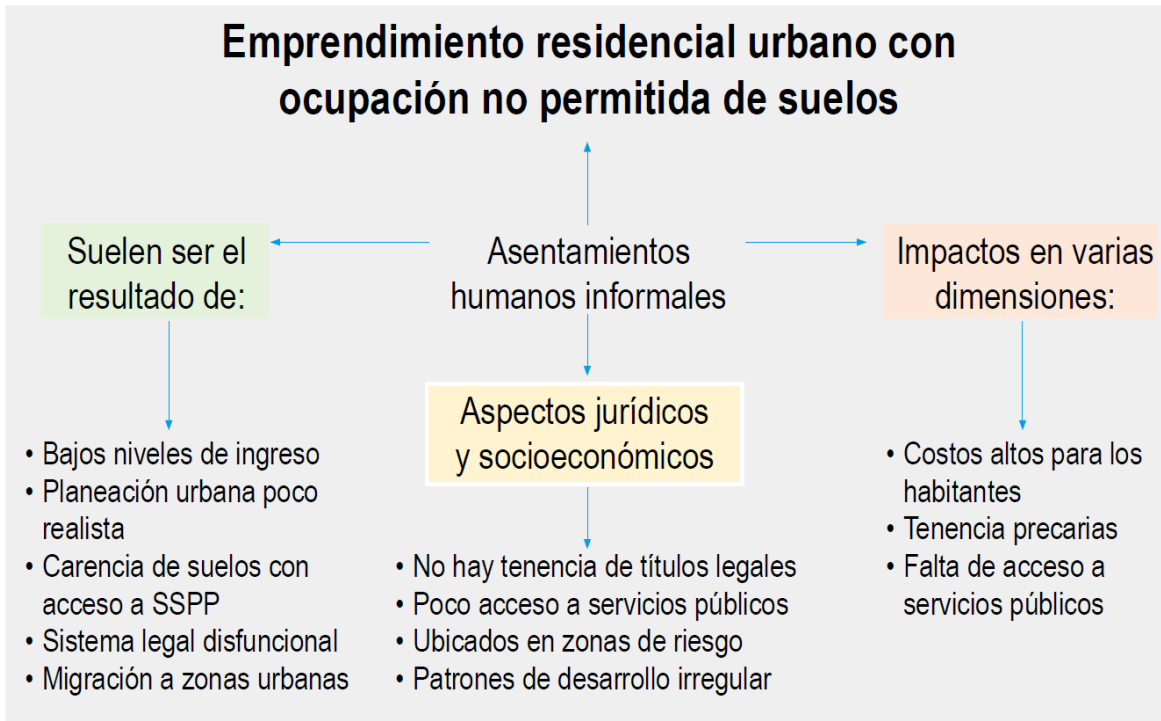 Emprendimiento residencial urbano con
ocupación no permitida de suelos
Suelen ser el
resultado de:
• Bajos niveles de ingreso
• Planeación urbana poco
realista
• Carencia de suelos con
acceso a SSPP
• Sistema legal disfuncional
• Migración a zonas urbanas
Asentamientos
humanos informales
Aspectos jurídicos
y socioeconómicos
• No hay tenencia de títulos legales
• Poco acceso a servicios públicos
• Ubicados en zonas de riesgo
• Patrones de desarrollo irregular
Impactos en varias
dimensiones:
• Costos altos para los
habitantes
• Tenencia precarias
• Falta de acceso a
servicios públicos